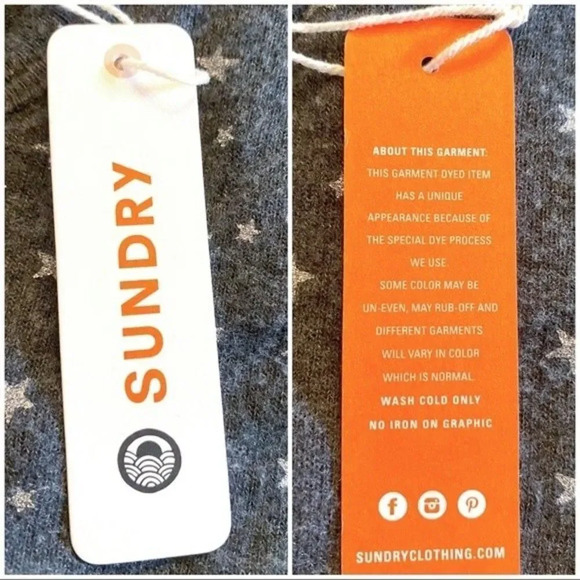 SUNDRY
ABOUT THIS GARMENT:
THIS GARMENT DYED ITEM
HAS A UNIQUE
APPEARANCE BECAUSE OF
THE SPECIAL DYE PROCESS
WE USE.
SOME COLOR MAY BE
UN-EVEN, MAY RUB-OFF AND
DIFFERENT GARMENTS
WILL VARY IN COLOR
WHICH IS NORMAL.
WASH COLD ONLY
NO IRON ON GRAPHIC
SUNDRYCLOTHING.COM